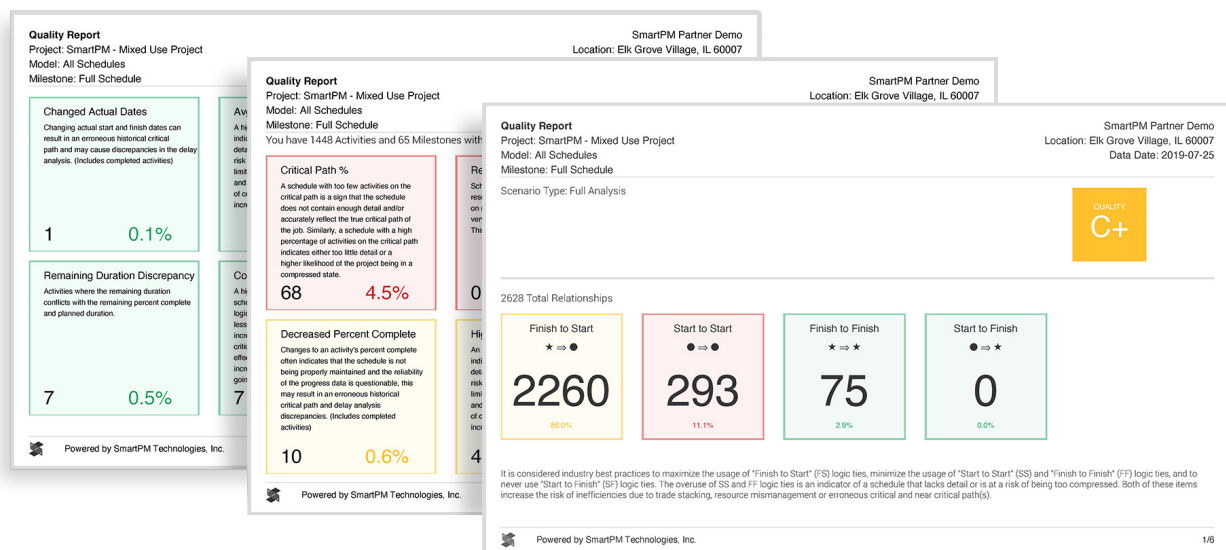 Quality Report
SmartPM Partner Demo
Project: SmartPM - Mixed Use Project
Location: Elk Grove Village, IL 60007
Model: All Schedules
Milestone: Full Schedule
Changed Actual Dates
Changing actual start and finish dates can
result in an erroneous historical critical
path and may cause discrepancies in the delay
analysis. (Includes completed activities)
1 0.1%
Remaining Duration Discrepancy
Activities where the remaining duration
conflicts with the remaining percent complete
and planned duration.
7 0.5%
7
Powered by SmartPM Technologies, Inc.
Quality Report
SmartPM Partner Demo
Project: SmartPM - Mixed Use Project
Location: Elk Grove Village, IL 60007
Model: All Schedules
Milestone: Full Schedule
You have 1448 Activities and 65 Milestones with
Critical Path %
A schedule with too few activities on the
critical path is a sign that the schedule
does not contain enough detail and/or
accurately reflect the true critical path of
the job. Similarly, a schedule with a high
percentage of activities on the critical path
indicates either too little detail or a
higher likelihood of the project being in a
compressed state.
68 4.5%
0
Decreased Percent Complete
Changes to an activity's percent complete
often indicates that the schedule is not
being properly maintained and the reliability
of the progress data is questionable, this
may result in an erroneous historical
critical path and delay analysis
discrepancies. (Includes completed
activities)
10 0.6%
4
Powered by SmartPM Technologies, Inc.
Quality Report
SmartPM Partner Demo
Project: SmartPM - Mixed Use Project
Location: Elk Grove Village, IL 60007
Model: All Schedules
Data Date: 2019-07-25
Milestone: Full Schedule
Scenario Type: Full Analysis
QUALITY
C+
2628 Total Relationships
Finish to Start
★ ⇒ ●
2260
86.0%
Start to Start
● ⇒ ●
293
11.1%
Finish to Finish
★ ⇒ ★
75
2.9%
Start to Finish
● ⇒ ★
0
0.0%
It is considered industry best practices to maximize the usage of "Finish to Start" (FS) logic ties, minimize the usage of "Start to Start" (SS) and "Finish to Finish" (FF) logic ties, and to
never use "Start to Finish" (SF) logic ties. The overuse of SS and FF logic ties is an indicator of a schedule that lacks detail or is at a risk of being too compressed. Both of these items
increase the risk of inefficiencies due to trade stacking, resource mismanagement or erroneous critical and near critical path(s).
Powered by SmartPM Technologies, Inc.
1/6